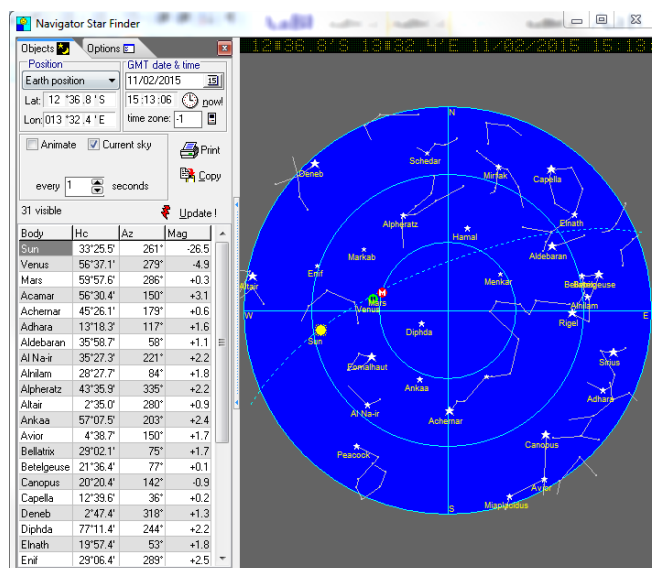 Navigator Star Finder
Objects Options
Position GMT date & time
Earth position 11/02/2015 15
Lat: 12 °36.8 ' S 15:13:06 now!
Lon: 013 °32.4 ' E time zone: -1
Animate Current sky Print
Copy
every 1 seconds
31 visible Update !
Body Hc Az Mag
Sun 33°25.5' 261° -26.5
Venus 56°37.1' 279° -4.9
Mars 59°57.6' 286° +0.3
Acamar 56°30.4' 150° +3.1
Achernar 45°26.1' 179° +0.6
Adhara 13°18.3' 117° +1.6
Aldebaran 35°58.7' 58° +1.1
Al Na-ir 35°27.3' 221° +2.2
Alnilam 28°27.7' 84° +1.8
Alpheratz 43°35.9' 335° +2.2
Altair 2°35.0' 280° +0.9
Ankaa 57°07.5' 203° +2.4
Avior 4°38.7' 150° +1.7
Bellatrix 29°02.1' 75° +1.7
Betelgeuse 21°36.4' 77° +0.1
Canopus 20°20.4' 142° -0.9
Capella 12°39.6' 36° +0.2
Deneb 2°47.4' 318° +1.3
Diphda 77°11.4' 244° +2.2
Elnath 19°57.4' 53° +1.8
Enif 29°06.4' 289° +2.5
12°36.8'S 13°32.4'E 11/02/2015 15:13:
N
Schedar
Deneb
Mirfak
Capella
Elnath
Alpheratz
Hamal
Aldebaran
Markab
Enif
Menkar
Betelgeuse
Altair
M
Alnilam
Mars
Venus
W
E
Rigel
Diphda
Sun
Sirius
Fomalhaut
Ankaa
Adhara
Al Na-ir
Achernar
Canopus
Peacock
Avior
Miaplacidus
S